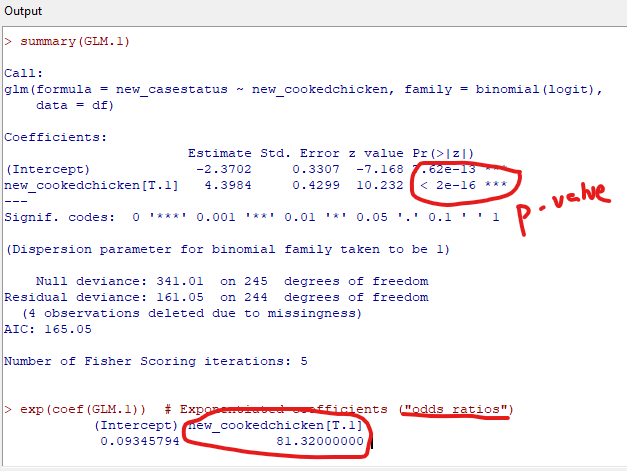 Output
> summary(GLM.1)
Call:
glm(formula = new_casestatus ~ new_cookedchicken, family = binomial(logit),
    data = df)
Coefficients:
                     Estimate Std. Error z value Pr(>|z|)
(Intercept)           -2.3702     0.3307  -7.168 7.62e-13 ***
new_cookedchicken[T.1]   4.3984     0.4299  10.232  < 2e-16 ***
---
Signif. codes:  0 '***' 0.001 '**' 0.01 '*' 0.05 '.' 0.1 ' ' 1
p-value
(Dispersion parameter for binomial family taken to be 1)
    Null deviance: 341.01  on 245  degrees of freedom
Residual deviance: 161.05  on 244  degrees of freedom
  (4 observations deleted due to missingness)
AIC: 165.05
Number of Fisher Scoring iterations: 5
> exp(coef(GLM.1))  # Exponentiated coefficients ("odds ratios")
           (Intercept) new_cookedchicken[T.1]
            0.09345794            81.32000000